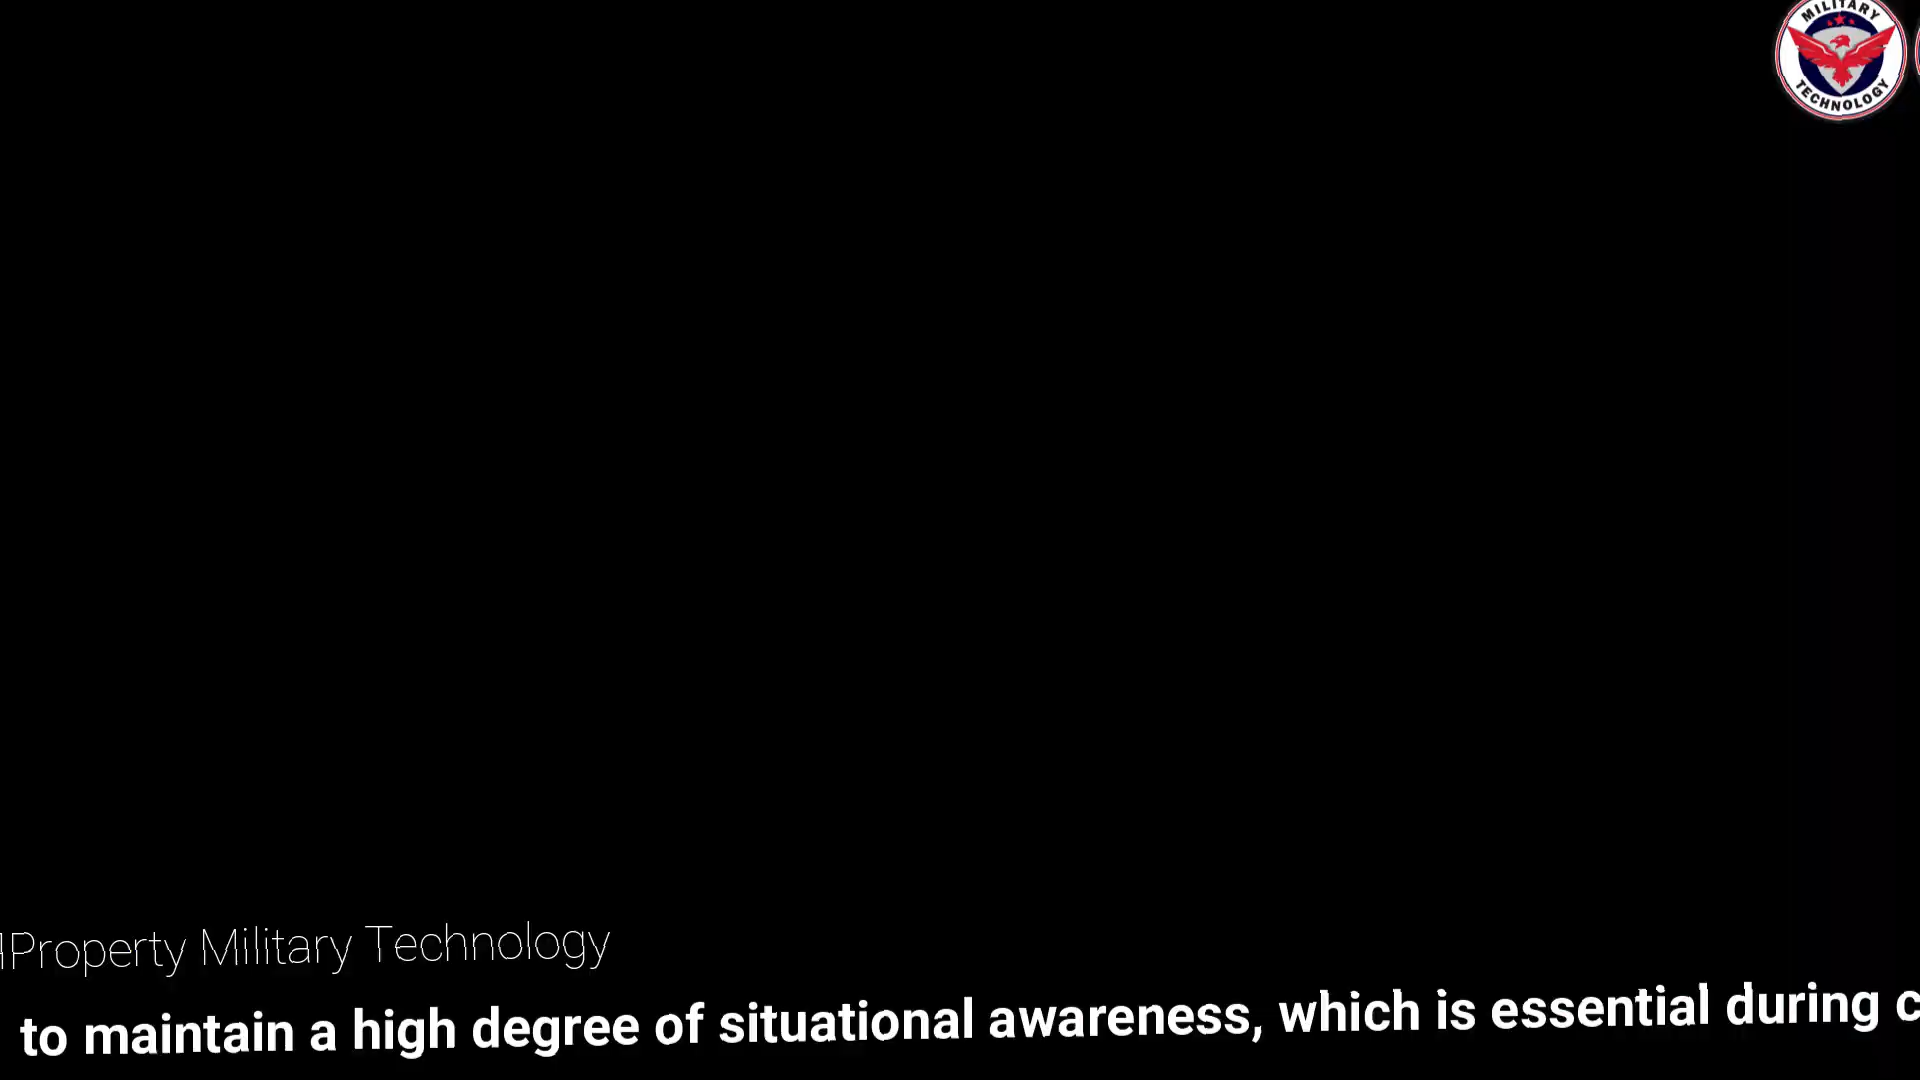 MILITARY
TECHNOLOGY
Property Military Technology
to maintain a high degree of situational awareness, which is essential during